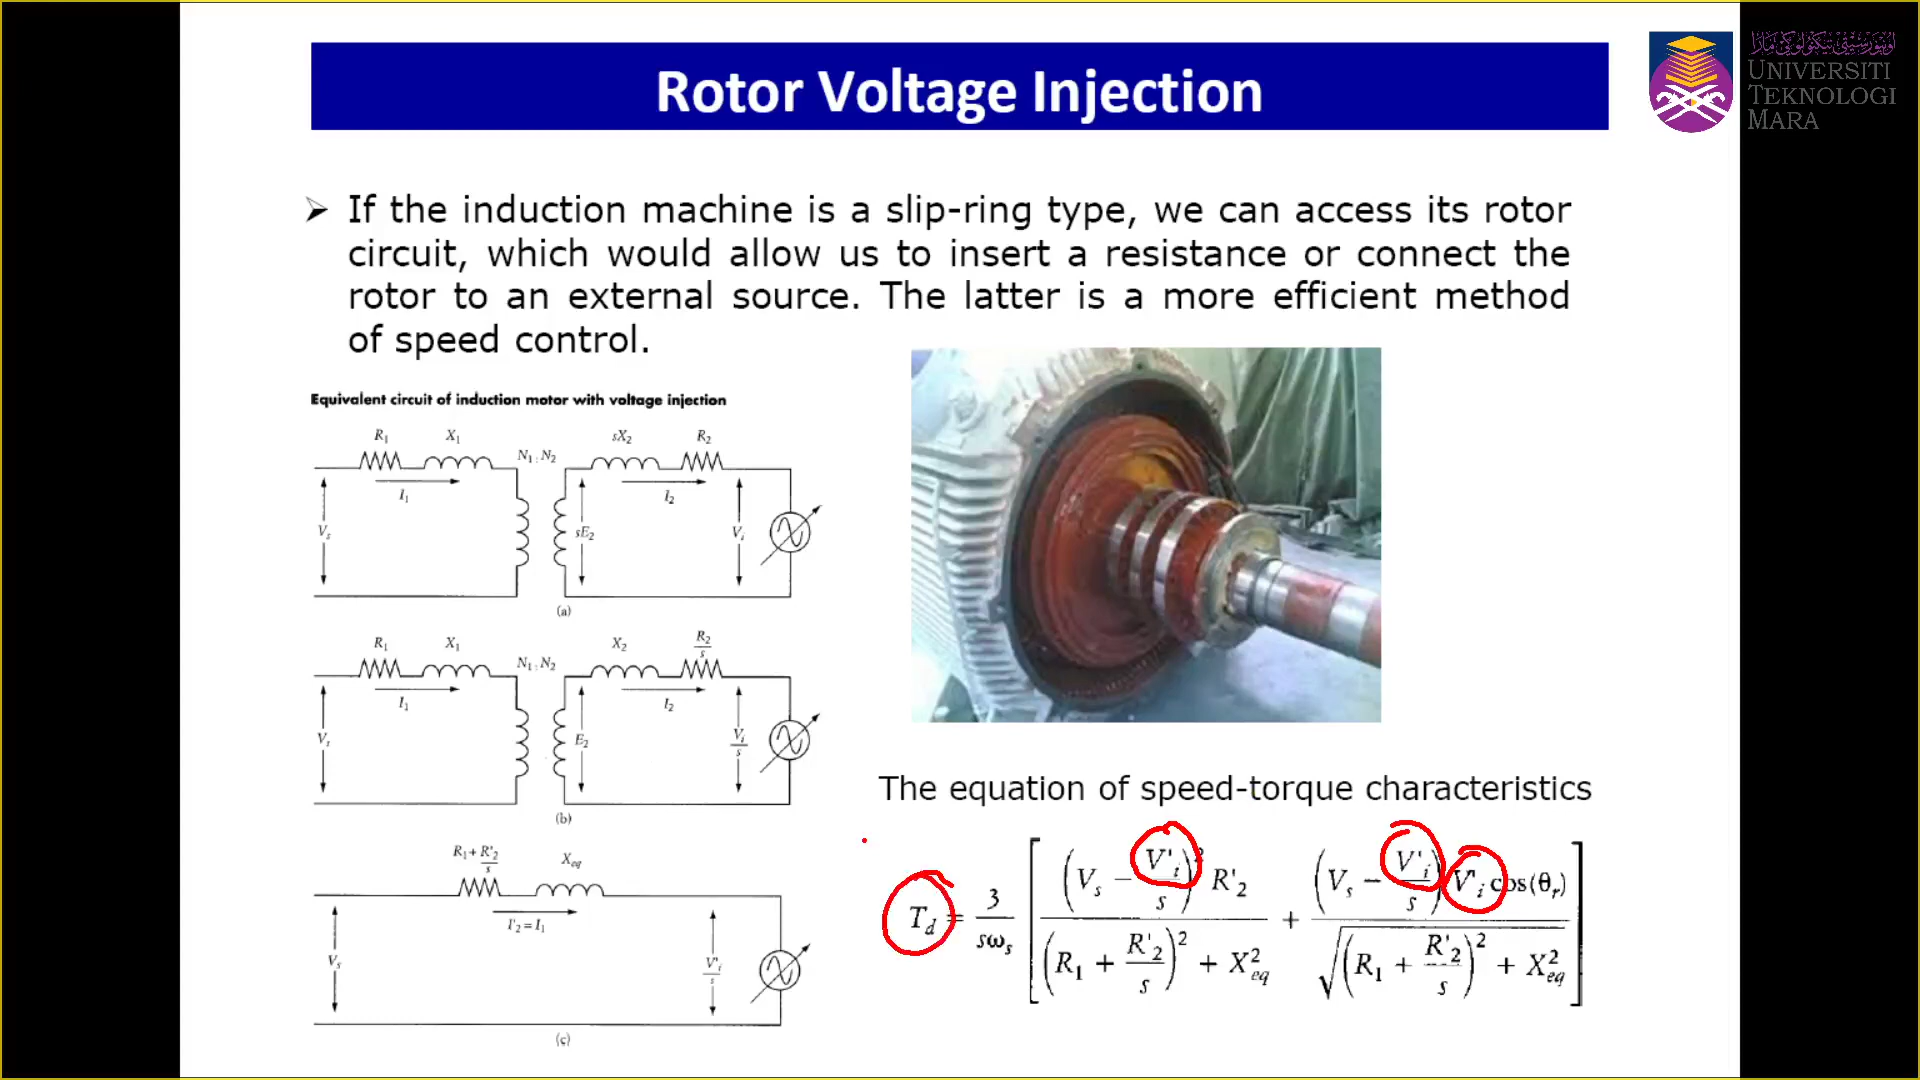 Rotor Voltage Injection
اونيۏرسيتي تيكنولوڬي مارا
UNIVERSITI
TEKNOLOGI
MARA
➢ If the induction machine is a slip-ring type, we can access its rotor
circuit, which would allow us to insert a resistance or connect the
rotor to an external source. The latter is a more efficient method
of speed control.
Equivalent circuit of induction motor with voltage injection
R₁ X₁ N₁ : N₂ sX₂ R₂
I₁ I₂
Vₛ sE₂ Vᵢ
(a)
R₁ X₁ N₁ : N₂ X₂ R₂/s
I₁ I₂
Vₛ E₂ Vᵢ/s
(b)
R₁ + R'₂/s Xeq
I'₂ = I₁
Vₛ V'ᵢ/s
(c)
The equation of speed-torque characteristics
T_d = 3/(sωₛ) [ (Vₛ − V'ᵢ/s)² R'₂ / ((R₁ + R'₂/s)² + X²eq) + (Vₛ − V'ᵢ/s) V'ᵢ cos(θᵣ) / √((R₁ + R'₂/s)² + X²eq) ]